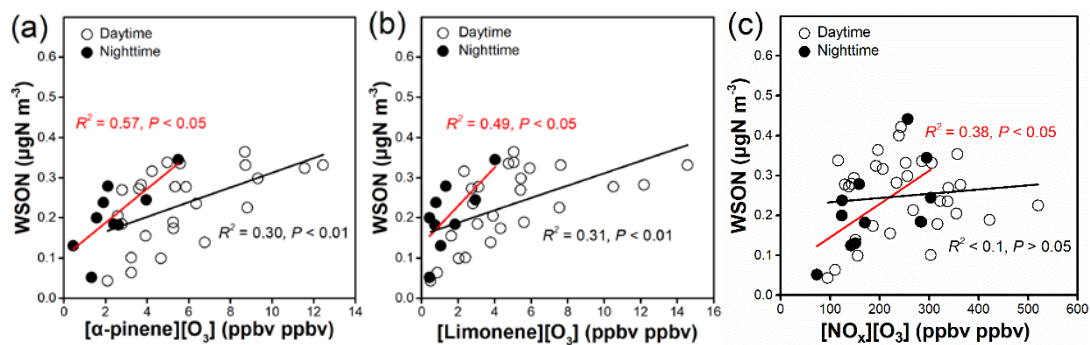 (a)
○ Daytime
● Nighttime
WSON (µgN m⁻³)
0.6
0.5
0.4
0.3
0.2
0.1
0.0
R² = 0.57, P < 0.05
R² = 0.30, P < 0.01
0 2 4 6 8 10 12 14
[α-pinene][O₃] (ppbv ppbv)
(b)
○ Daytime
● Nighttime
WSON (µgN m⁻³)
0.6
0.5
0.4
0.3
0.2
0.1
0.0
R² = 0.49, P < 0.05
R² = 0.31, P < 0.01
0 2 4 6 8 10 12 14 16
[Limonene][O₃] (ppbv ppbv)
(c)
○ Daytime
● Nighttime
WSON (µgN m⁻³)
0.6
0.5
0.4
0.3
0.2
0.1
0.0
R² = 0.38, P < 0.05
R² < 0.1, P > 0.05
0 100 200 300 400 500 600
[NOₓ][O₃] (ppbv ppbv)